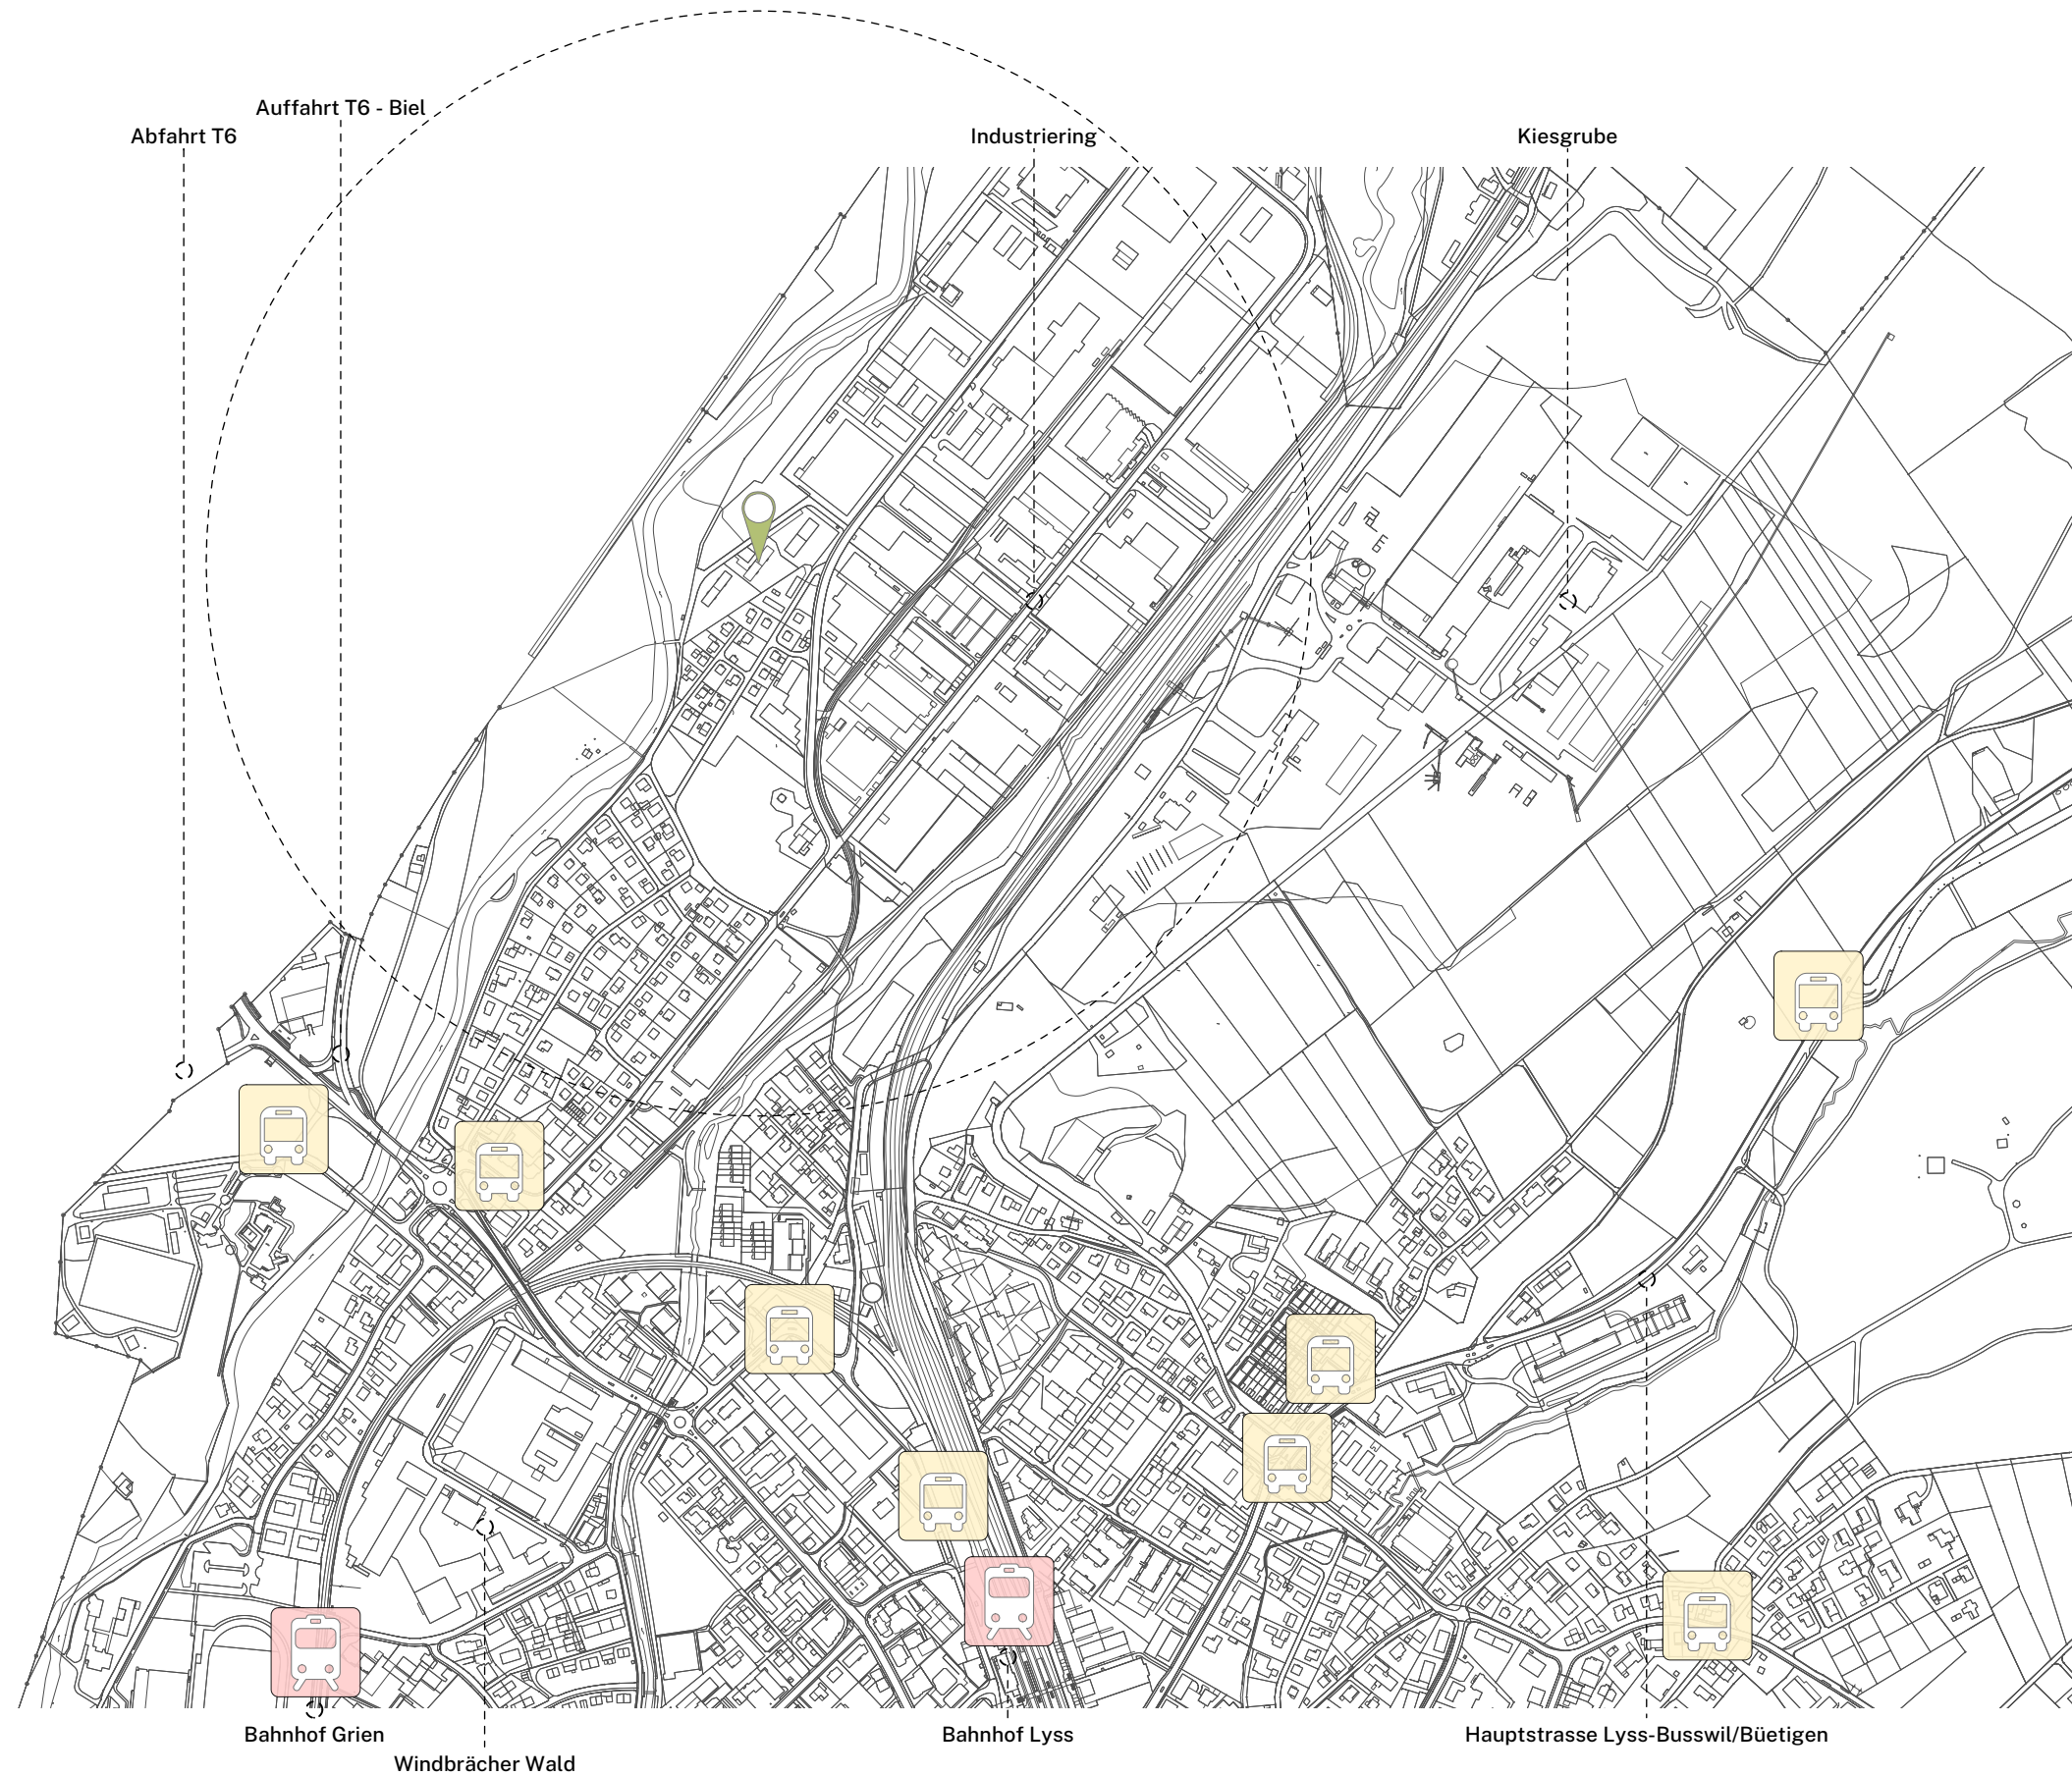 Auffahrt T6 - Biel
Abfahrt T6
Industriering
Kiesgrube
Bahnhof Grien
Bahnhof Lyss
Hauptstrasse Lyss-Busswil/Büetigen
Windbrächer Wald